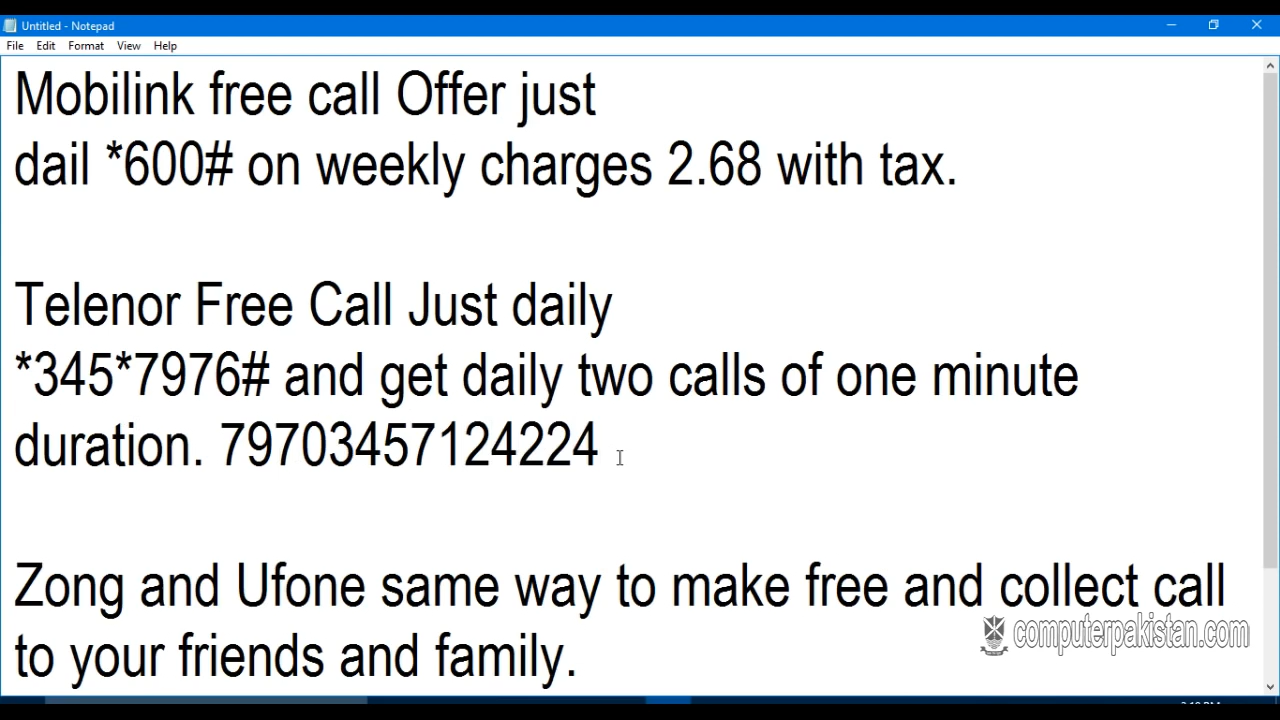 Untitled - Notepad
File Edit Format View Help
Mobilink free call Offer just
dail *600# on weekly charges 2.68 with tax.
Telenor Free Call Just daily
*345*7976# and get daily two calls of one minute
duration. 79703457124224
Zong and Ufone same way to make free and collect call
to your friends and family.
computerpakistan.com